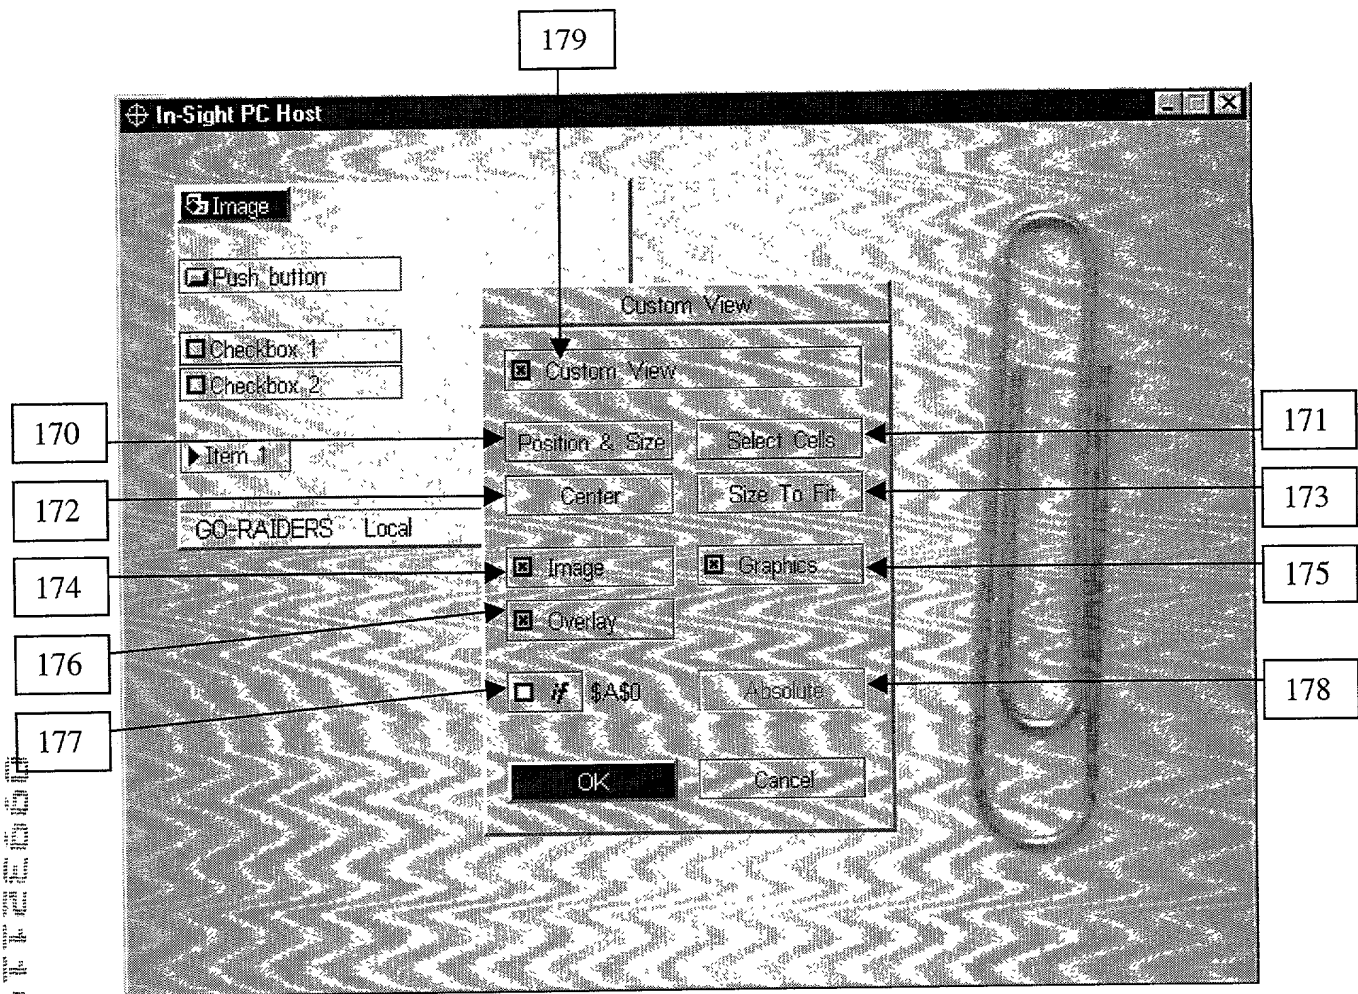 179
In-Sight PC Host
Image
Push button
Custom View
Checkbox 1
Custom View
Checkbox 2
170
Position & Size
Select Cells
171
Item 1
172
Center
Size To Fit
173
GO-RAIDERS Local
174
Image
Graphics
175
176
Overlay
177
if $A$0
Absolute
178
OK
Cancel